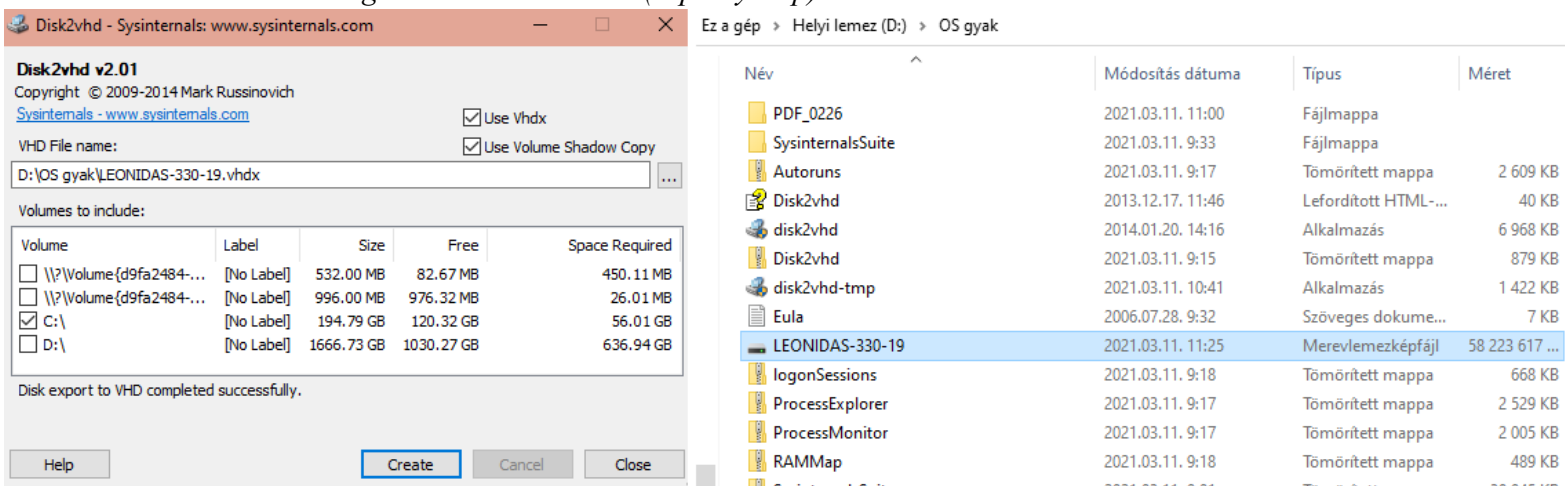 Disk2vhd - Sysinternals: www.sysinternals.com
Disk2vhd v2.01
Copyright © 2009-2014 Mark Russinovich
Sysinternals - www.sysinternals.com
Use Vhdx
VHD File name:
Use Volume Shadow Copy
D:\OS gyak\LEONIDAS-330-19.vhdx
...
Volumes to include:
Volume Label Size Free Space Required
\\?\Volume{d9fa2484-... [No Label] 532.00 MB 82.67 MB 450.11 MB
\\?\Volume{d9fa2484-... [No Label] 996.00 MB 976.32 MB 26.01 MB
C:\ [No Label] 194.79 GB 120.32 GB 56.01 GB
D:\ [No Label] 1666.73 GB 1030.27 GB 636.94 GB
Disk export to VHD completed successfully.
Help Create Cancel Close
Ez a gép > Helyi lemez (D:) > OS gyak
Név Módosítás dátuma Típus Méret
PDF_0226 2021.03.11. 11:00 Fájlmappa
SysinternalsSuite 2021.03.11. 9:33 Fájlmappa
Autoruns 2021.03.11. 9:17 Tömörített mappa 2 609 KB
Disk2vhd 2013.12.17. 11:46 Lefordított HTML-... 40 KB
disk2vhd 2014.01.20. 14:16 Alkalmazás 6 968 KB
Disk2vhd 2021.03.11. 9:15 Tömörített mappa 879 KB
disk2vhd-tmp 2021.03.11. 10:41 Alkalmazás 1 422 KB
Eula 2006.07.28. 9:32 Szöveges dokume... 7 KB
LEONIDAS-330-19 2021.03.11. 11:25 Merevlemezképfájl 58 223 617 ...
logonSessions 2021.03.11. 9:18 Tömörített mappa 668 KB
ProcessExplorer 2021.03.11. 9:17 Tömörített mappa 2 529 KB
ProcessMonitor 2021.03.11. 9:17 Tömörített mappa 2 005 KB
RAMMap 2021.03.11. 9:18 Tömörített mappa 489 KB